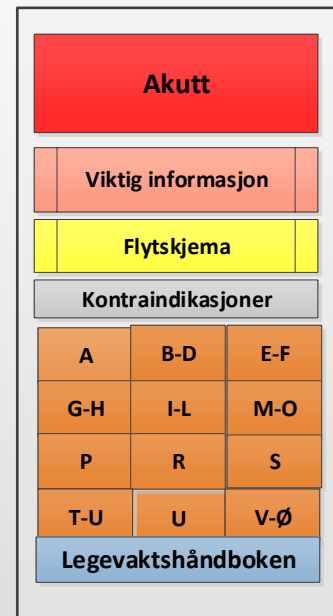 Akutt
Viktig informasjon
Flytskjema
Kontraindikasjoner
A B-D E-F
G-H I-L M-O
P R S
T-U U V-Ø
Legevaktshåndboken